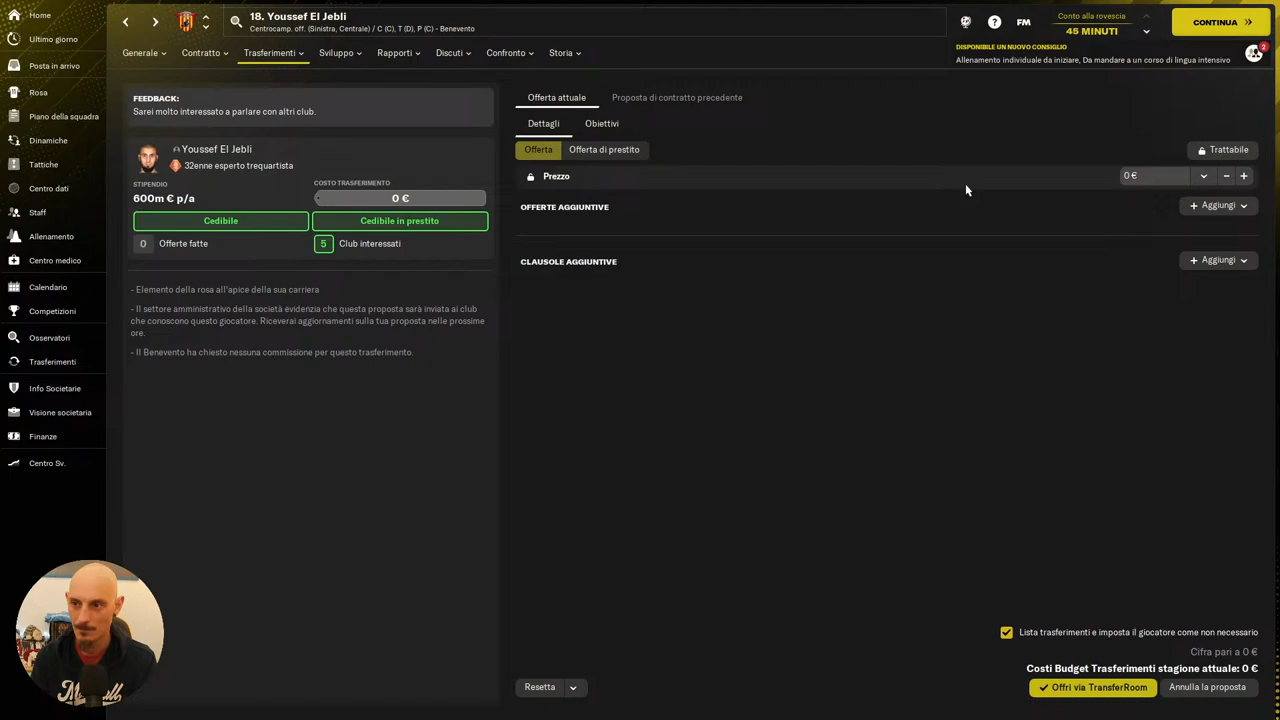 Home
Ultimo giorno
Posta in arrivo
Rosa
Piano della squadra
Dinamiche
Tattiche
Centro dati
Staff
Allenamento
Centro medico
Calendario
Competizioni
Osservatori
Trasferimenti
Info Societarie
Visione societaria
Finanze
Centro Sv.
18. Youssef El Jebli
Centrocamp. off. (Sinistra, Centrale) / C (C), T (D), P (C) - Benevento
FM
Conto alla rovescia
45 MINUTI
CONTINUA
Generale
Contratto
Trasferimenti
Sviluppo
Rapporti
Discuti
Confronto
Storia
DISPONIBILE UN NUOVO CONSIGLIO
Allenamento individuale da iniziare, Da mandare a un corso di lingua intensivo
2
FEEDBACK:
Sarei molto interessato a parlare con altri club.
Youssef El Jebli
32enne esperto trequartista
STIPENDIO
600m € p/a
COSTO TRASFERIMENTO
0 €
Cedibile
Cedibile in prestito
0 Offerte fatte
5 Club interessati
- Elemento della rosa all'apice della sua carriera
- Il settore amministrativo della società evidenzia che questa proposta sarà inviata ai club
che conoscono questo giocatore. Riceverai aggiornamenti sulla tua proposta nelle prossime
ore.
- Il Benevento ha chiesto nessuna commissione per questo trasferimento.
Offerta attuale
Proposta di contratto precedente
Dettagli
Obiettivi
Offerta
Offerta di prestito
Trattabile
Prezzo
0 €
OFFERTE AGGIUNTIVE
Aggiungi
CLAUSOLE AGGIUNTIVE
Aggiungi
Lista trasferimenti e imposta il giocatore come non necessario
Cifra pari a 0 €
Costi Budget Trasferimenti stagione attuale: 0 €
Resetta
Offri via TransferRoom
Annulla la proposta